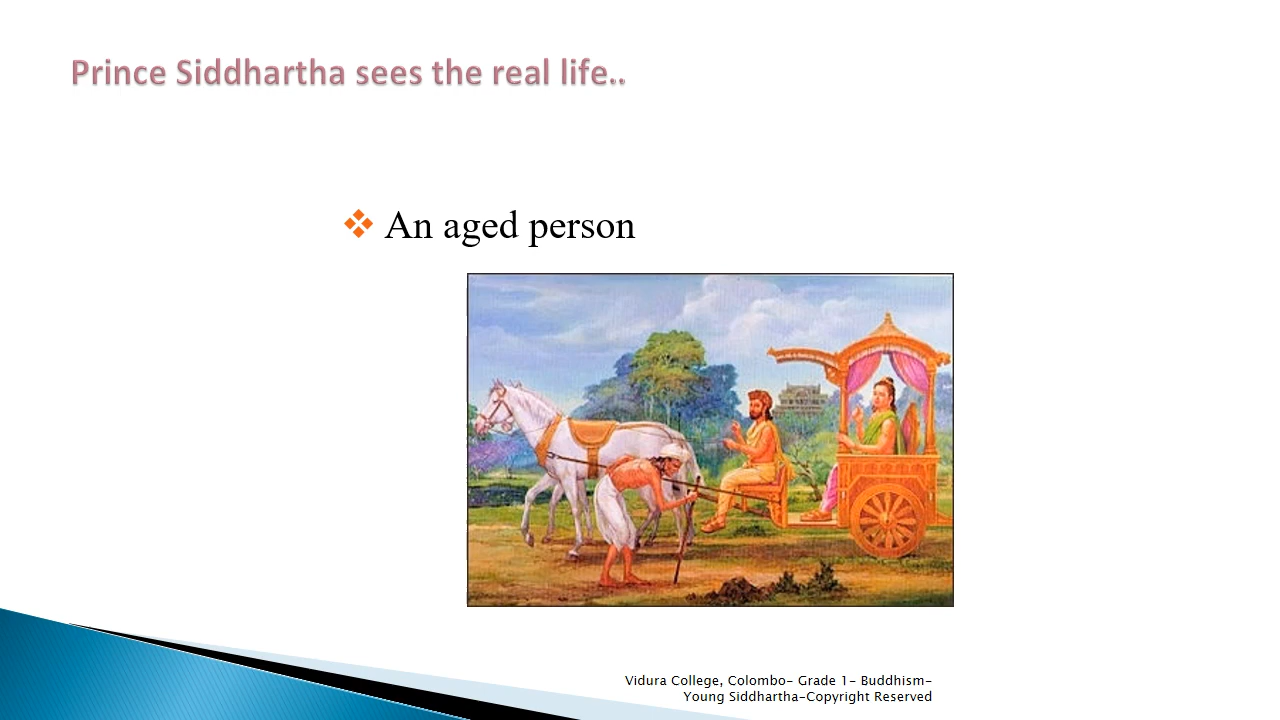 Prince Siddhartha sees the real life..
❖ An aged person
Vidura College, Colombo- Grade 1- Buddhism-
Young Siddhartha-Copyright Reserved